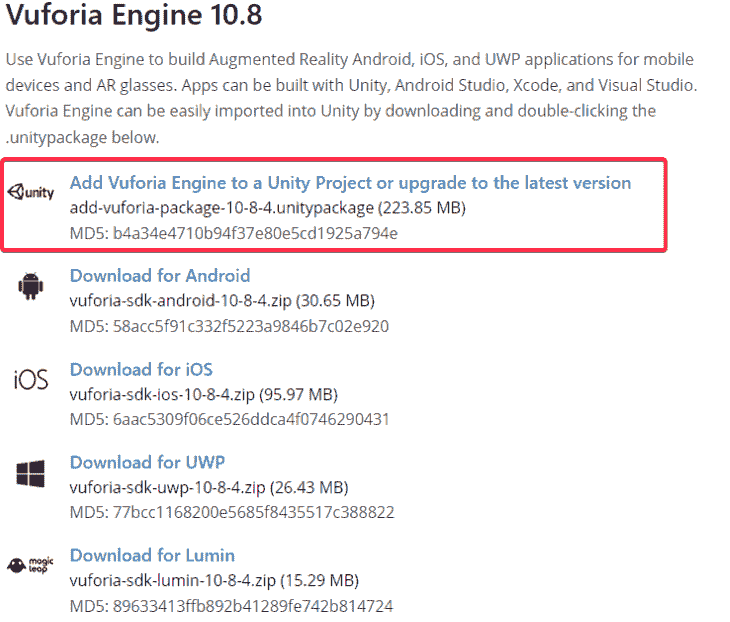 Vuforia Engine 10.8
Use Vuforia Engine to build Augmented Reality Android, iOS, and UWP applications for mobile
devices and AR glasses. Apps can be built with Unity, Android Studio, Xcode, and Visual Studio.
Vuforia Engine can be easily imported into Unity by downloading and double-clicking the
.unitypackage below.
unity
Add Vuforia Engine to a Unity Project or upgrade to the latest version
add-vuforia-package-10-8-4.unitypackage (223.85 MB)
MD5: b4a34e4710b94f37e80e5cd1925a794e
Download for Android
vuforia-sdk-android-10-8-4.zip (30.65 MB)
MD5: 58acc5f91c332f5223a9846b7c02e920
iOS
Download for iOS
vuforia-sdk-ios-10-8-4.zip (95.97 MB)
MD5: 6aac5309f06ce526ddca4f0746290431
Download for UWP
vuforia-sdk-uwp-10-8-4.zip (26.43 MB)
MD5: 77bcc1168200e5685f8435517c388822
magic leap
Download for Lumin
vuforia-sdk-lumin-10-8-4.zip (15.29 MB)
MD5: 89633413ffb892b41289fe742b814724